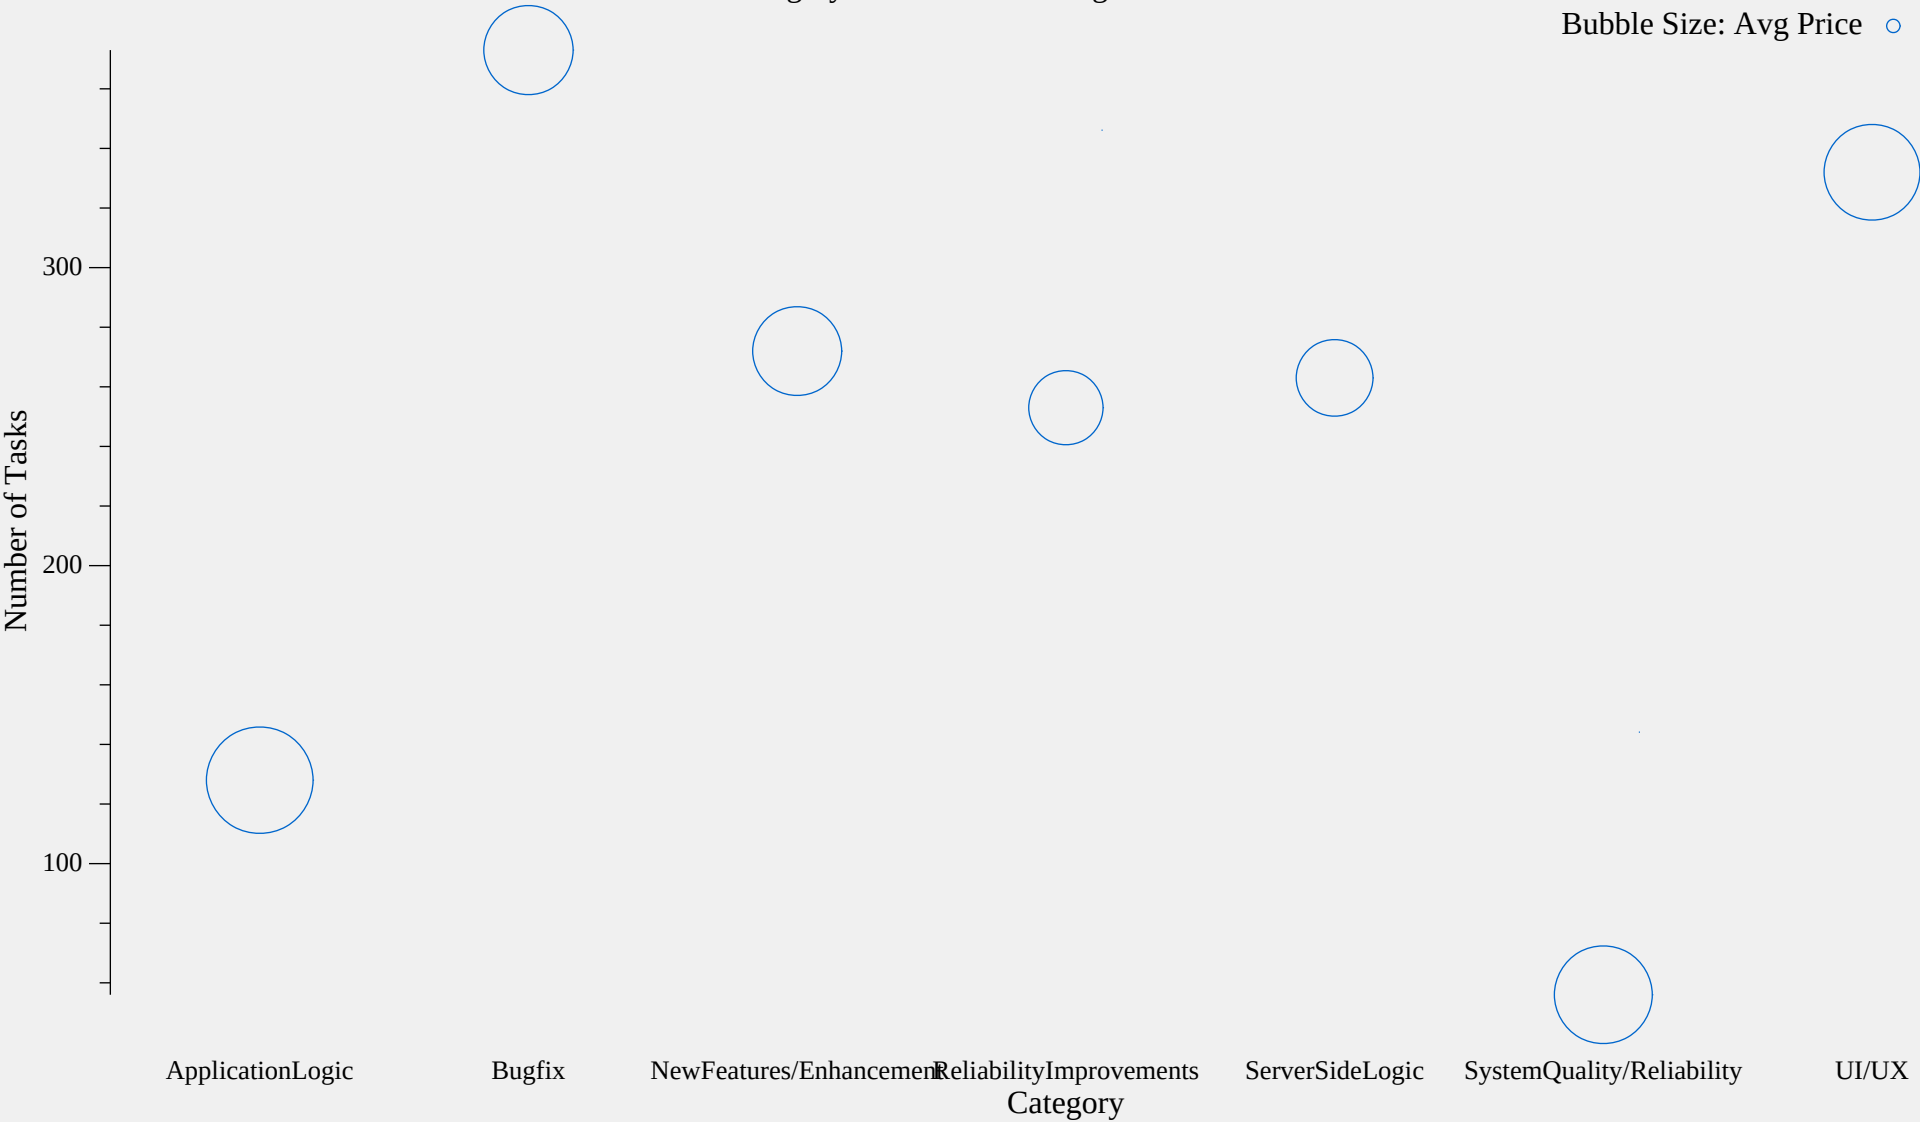 Bubble Size: Avg Price
Number of Tasks
300
200
100
ApplicationLogic
Bugfix
NewFeatures/Enhancement
ReliabilityImprovements
ServerSideLogic
SystemQuality/Reliability
UI/UX
Category